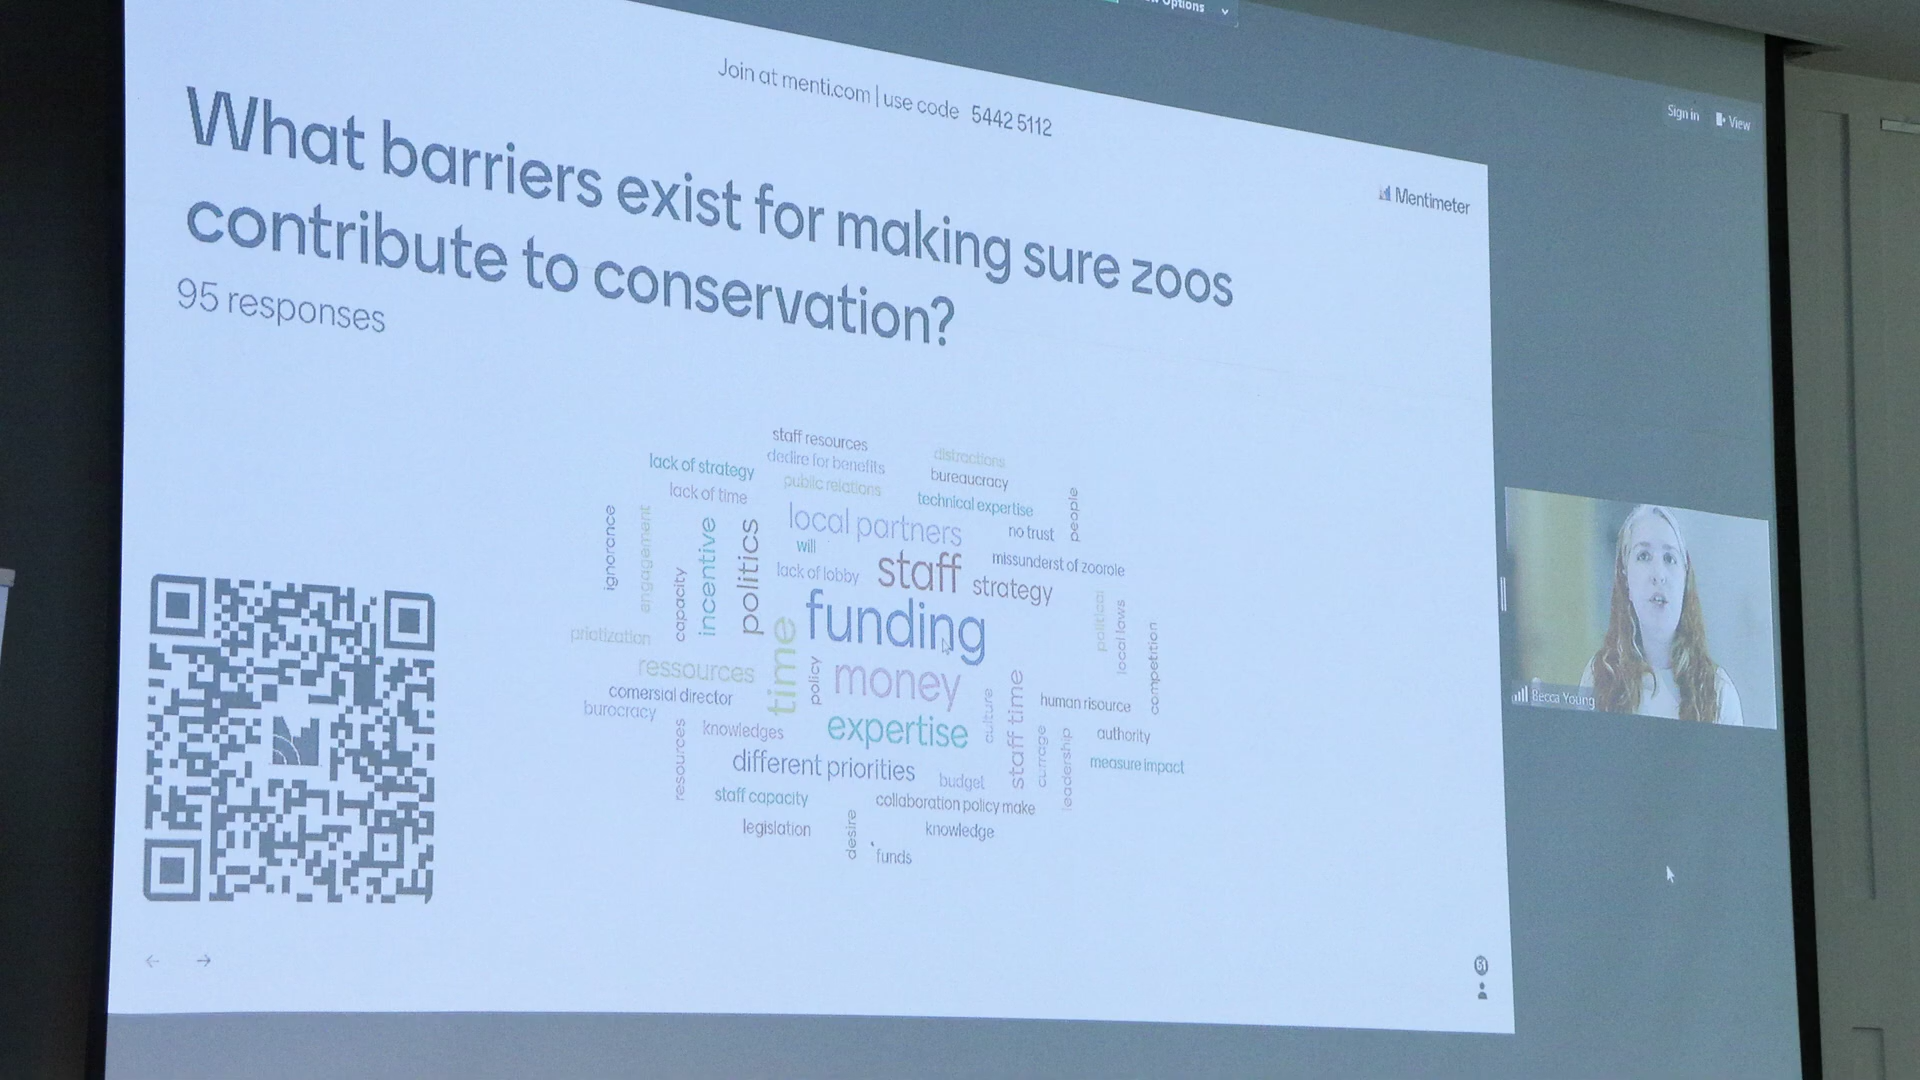 Options
Join at menti.com | use code 5442 5112
Sign in
View
Mentimeter
What barriers exist for making sure zoos
contribute to conservation?
95 responses
staff resources
dedire for benefits
distractions
lack of strategy
public relations
bureaucracy
lack of time
technical expertise
people
local partners
no trust
ignorance
engagement
incentive
politics
will
missunderst of zoorole
capacity
lack of lobby
staff
strategy
funding
political
local laws
competition
priotization
time
ressources
policy
money
comersial director
culture
staff time
human risource
burocracy
resources
knowledges
expertise
currage
leadership
authority
different priorities
budget
measure impact
staff capacity
collaboration policy make
legislation
desire
knowledge
funds
Becca Young
51